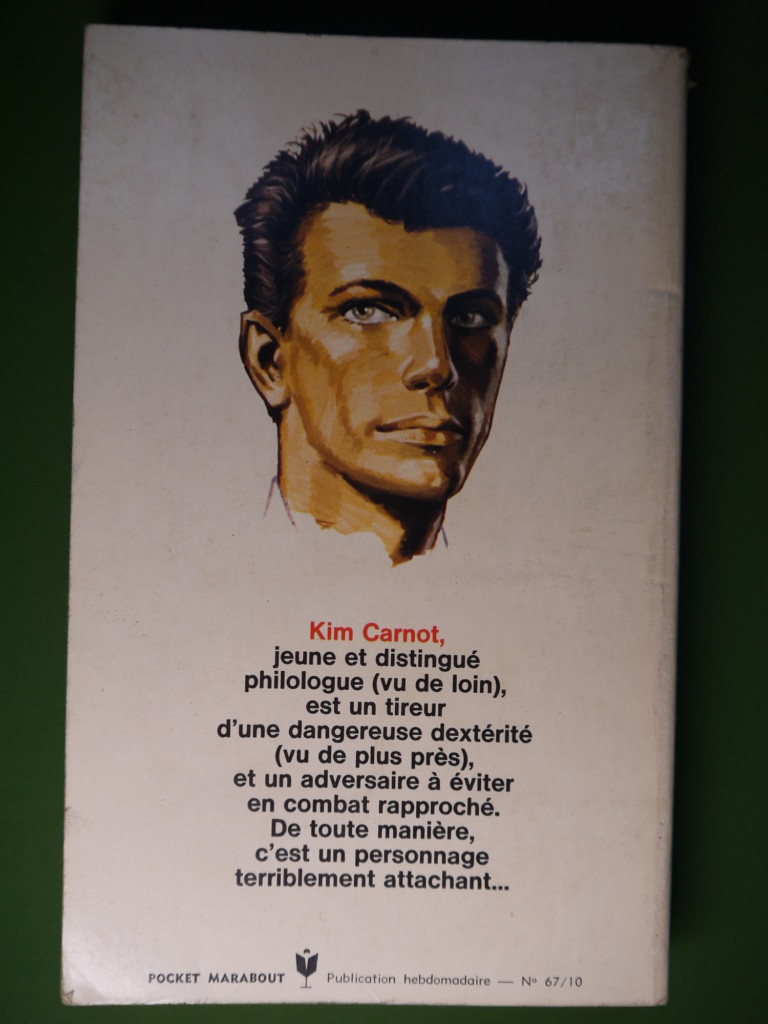 Kim Carnot,
jeune et distingué
philologue (vu de loin),
est un tireur
d'une dangereuse dextérité
(vu de plus près),
et un adversaire à éviter
en combat rapproché.
De toute manière,
c'est un personnage
terriblement attachant...
POCKET MARABOUT Publication hebdomadaire — Nº 67/10